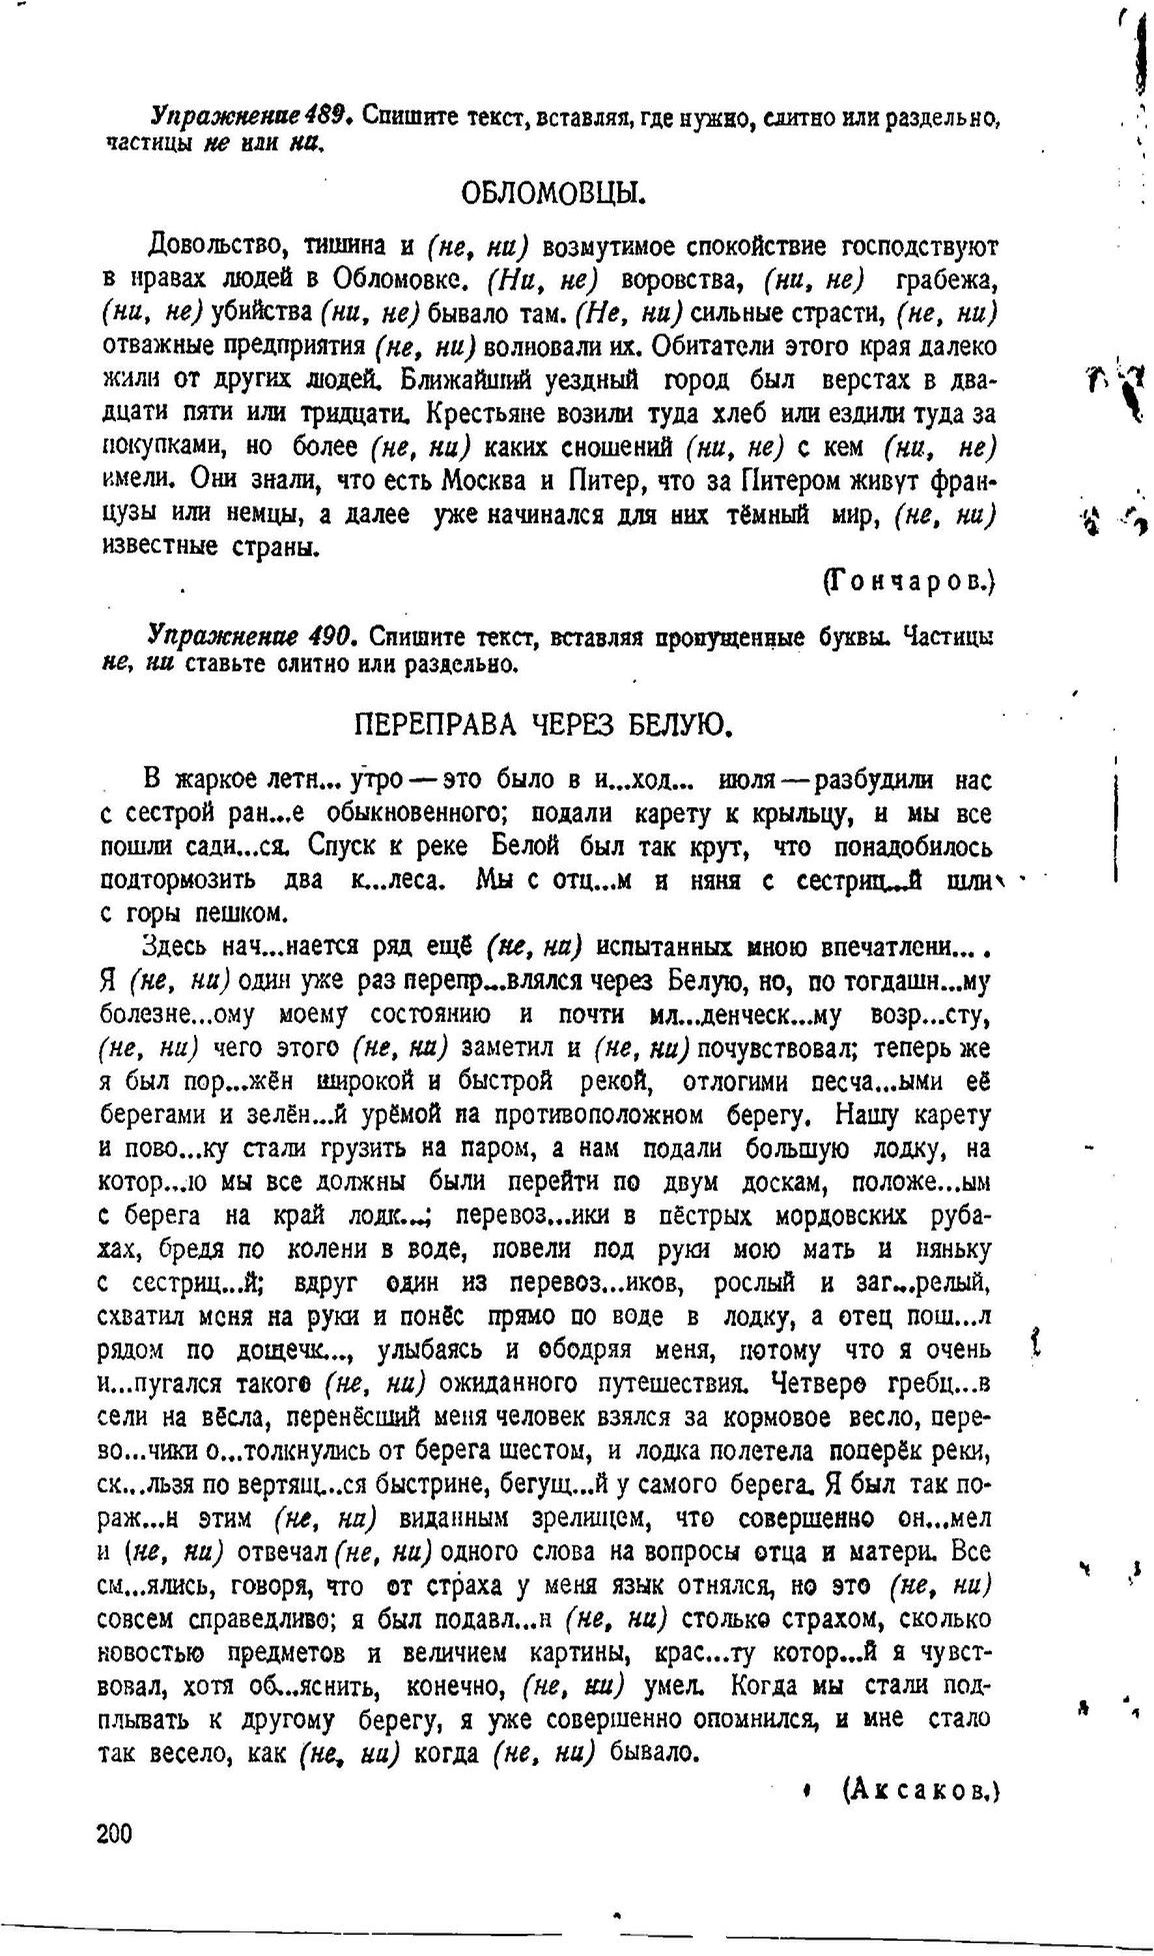 Упражнение 489. Спишите текст, вставляя, где нужно, слитно или раздельно,
частицы не или ни.
ОБЛОМОВЦЫ.
Довольство, тишина и (не, ни) возмутимое спокойствие господствуют
в нравах людей в Обломовке. (Ни, не) воровства, (ни, не) грабежа,
(ни, не) убийства (ни, не) бывало там. (Не, ни) сильные страсти, (не, ни)
отважные предприятия (не, ни) волновали их. Обитатели этого края далеко
жили от других людей. Ближайший уездный город был верстах в два-
дцати пяти или тридцати. Крестьяне возили туда хлеб или ездили туда за
покупками, но более (не, ни) каких сношений (ни, не) с кем (ни, не)
имели. Они знали, что есть Москва и Питер, что за Питером живут фран-
цузы или немцы, а далее уже начинался для них тёмный мир, (не, ни)
известные страны.
(Гончаров.)
Упражнение 490. Спишите текст, вставляя пропущенные буквы. Частицы
не, ни ставьте слитно или раздельно.
ПЕРЕПРАВА ЧЕРЕЗ БЕЛУЮ.
В жаркое летн... утро — это было в и...ход... июля — разбудили нас
с сестрой ран...е обыкновенного; подали карету к крыльцу, и мы все
пошли сади...ся. Спуск к реке Белой был так крут, что понадобилось
подтормозить два к...леса. Мы с отц...м и няня с сестриц...й шли
с горы пешком.
Здесь нач...нается ряд ещё (не, ни) испытанных мною впечатлени... .
Я (не, ни) один уже раз перепр...влялся через Белую, но, по тогдашн...му
болезне...ому моему состоянию и почти мл...денческ...му возр...сту,
(не, ни) чего этого (не, ни) заметил и (не, ни) почувствовал; теперь же
я был пор...жён широкой и быстрой рекой, отлогими песча...ыми её
берегами и зелён...й урёмой на противоположном берегу. Нашу карету
и пово...ку стали грузить на паром, а нам подали большую лодку, на
котор...ю мы все должны были перейти по двум доскам, положе...ым
с берега на край лодк...; перевоз...ики в пёстрых мордовских руба-
хах, бредя по колени в воде, повели под руки мою мать и няньку
с сестриц...й; вдруг один из перевоз...иков, рослый и заг...релый,
схватил меня на руки и понёс прямо по воде в лодку, а отец пош...л
рядом по дощечк..., улыбаясь и ободряя меня, потому что я очень
и...пугался такого (не, ни) ожиданного путешествия. Четверо гребц...в
сели на вёсла, перенёсший меня человек взялся за кормовое весло, пере-
во...чики о...толкнулись от берега шестом, и лодка полетела поперёк реки,
ск...льзя по вертящ...ся быстрине, бегущ...й у самого берега. Я был так по-
раж...н этим (не, ни) виданным зрелищем, что совершенно он...мел
и (не, ни) отвечал (не, ни) одного слова на вопросы отца и матери. Все
см...ялись, говоря, что от страха у меня язык отнялся, но это (не, ни)
совсем справедливо; я был подавл...н (не, ни) столько страхом, сколько
новостью предметов и величием картины, крас...ту котор...й я чувст-
вовал, хотя об...яснить, конечно, (не, ни) умел. Когда мы стали под-
плывать к другому берегу, я уже совершенно опомнился, и мне стало
так весело, как (не, ни) когда (не, ни) бывало.
(Аксаков.)
200